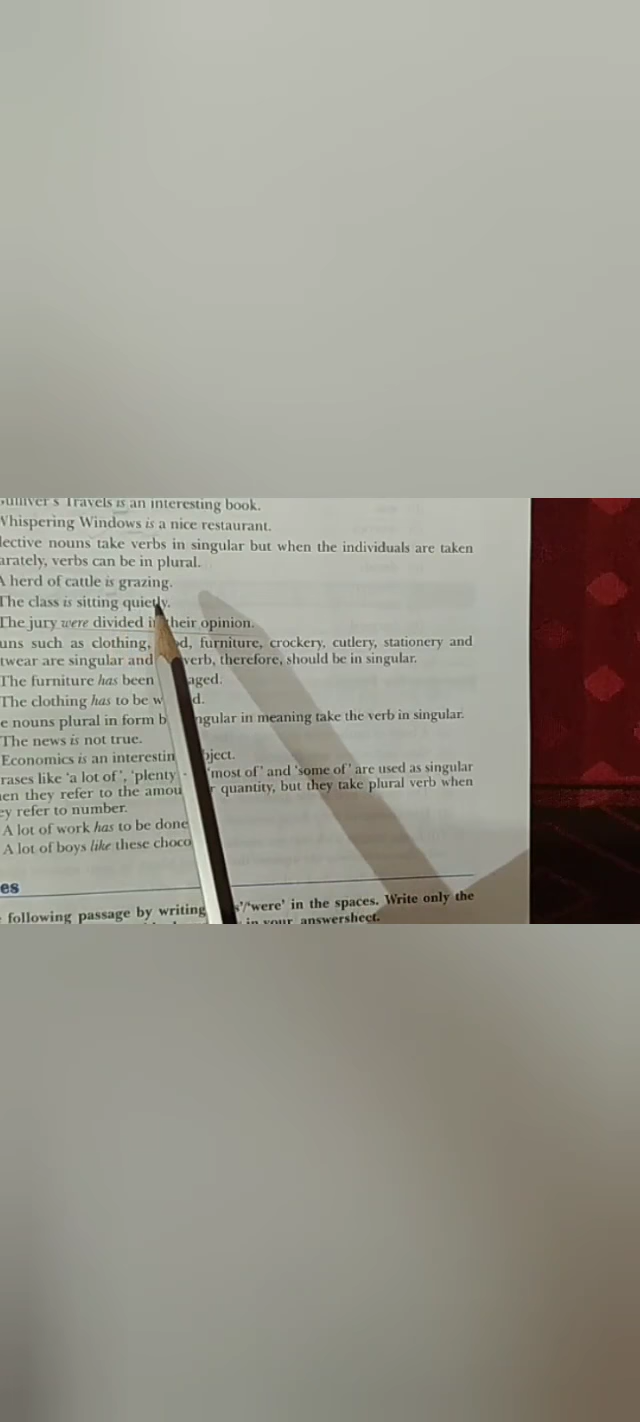 Gulliver's Travels is an interesting book.
Whispering Windows is a nice restaurant.
lective nouns take verbs in singular but when the individuals are taken
arately, verbs can be in plural.
A herd of cattle is grazing.
The class is sitting quietly.
The jury were divided in their opinion.
uns such as clothing, d, furniture, crockery, cutlery, stationery and
twear are singular and verb, therefore, should be in singular.
The furniture has been aged.
The clothing has to be w d.
e nouns plural in form b ngular in meaning take the verb in singular.
The news is not true.
Economics is an interestin bject.
rases like 'a lot of', 'plenty 'most of' and 'some of' are used as singular
en they refer to the amou r quantity, but they take plural verb when
ey refer to number.
A lot of work has to be done
A lot of boys like these choco
es
following passage by writing s'/'were' in the spaces. Write only the
in your answersheet.